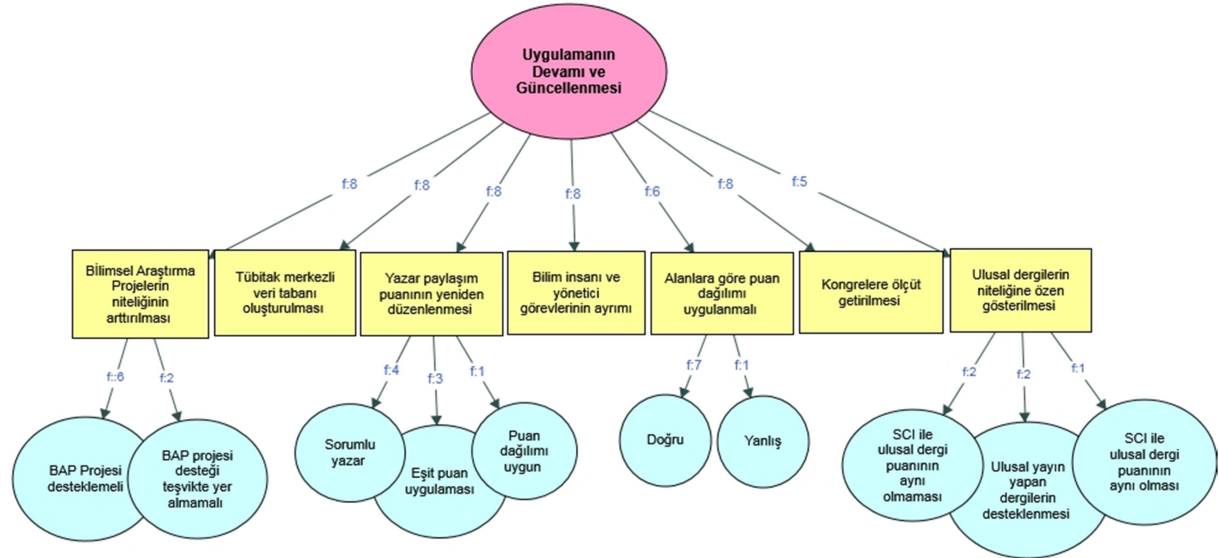 Uygulamanın
Devamı ve
Güncellenmesi
f:8
f:8
f:8
f:8
f:6
f:8
f:5
Bilimsel Araştırma
Projelerin
niteliğinin
arttırılması
Tübitak merkezli
veri tabanı
oluşturulması
Yazar paylaşım
puanının yeniden
düzenlenmesi
Bilim insanı ve
yönetici
görevlerinin ayrımı
Alanlara göre puan
dağılımı
uygulanmalı
Kongrelere ölçüt
getirilmesi
Ulusal dergilerin
niteliğine özen
gösterilmesi
f::6
f:2
f:4
f:3
f:1
f:7
f:1
f:2
f:2
f:1
BAP Projesi
desteklemeli
BAP projesi
desteği
teşvikte yer
almamalı
Sorumlu
yazar
Eşit puan
uygulaması
Puan
dağılımı
uygun
Doğru
Yanlış
SCI ile
ulusal dergi
puanının
aynı
olmaması
Ulusal yayın
yapan
dergilerin
desteklenmesi
SCI ile
ulusal dergi
puanının
aynı olması